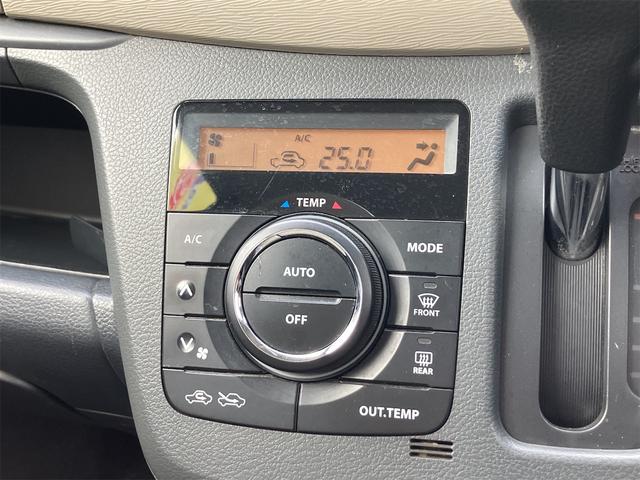 A/C
25.0
TEMP
A/C
MODE
AUTO
OFF
FRONT
REAR
OUT.TEMP